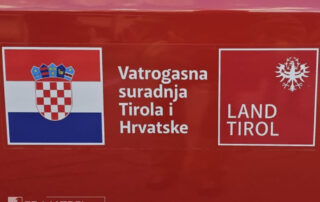 Vatrogasna
suradnja
Tirola i
Hrvatske
LAND
TIROL